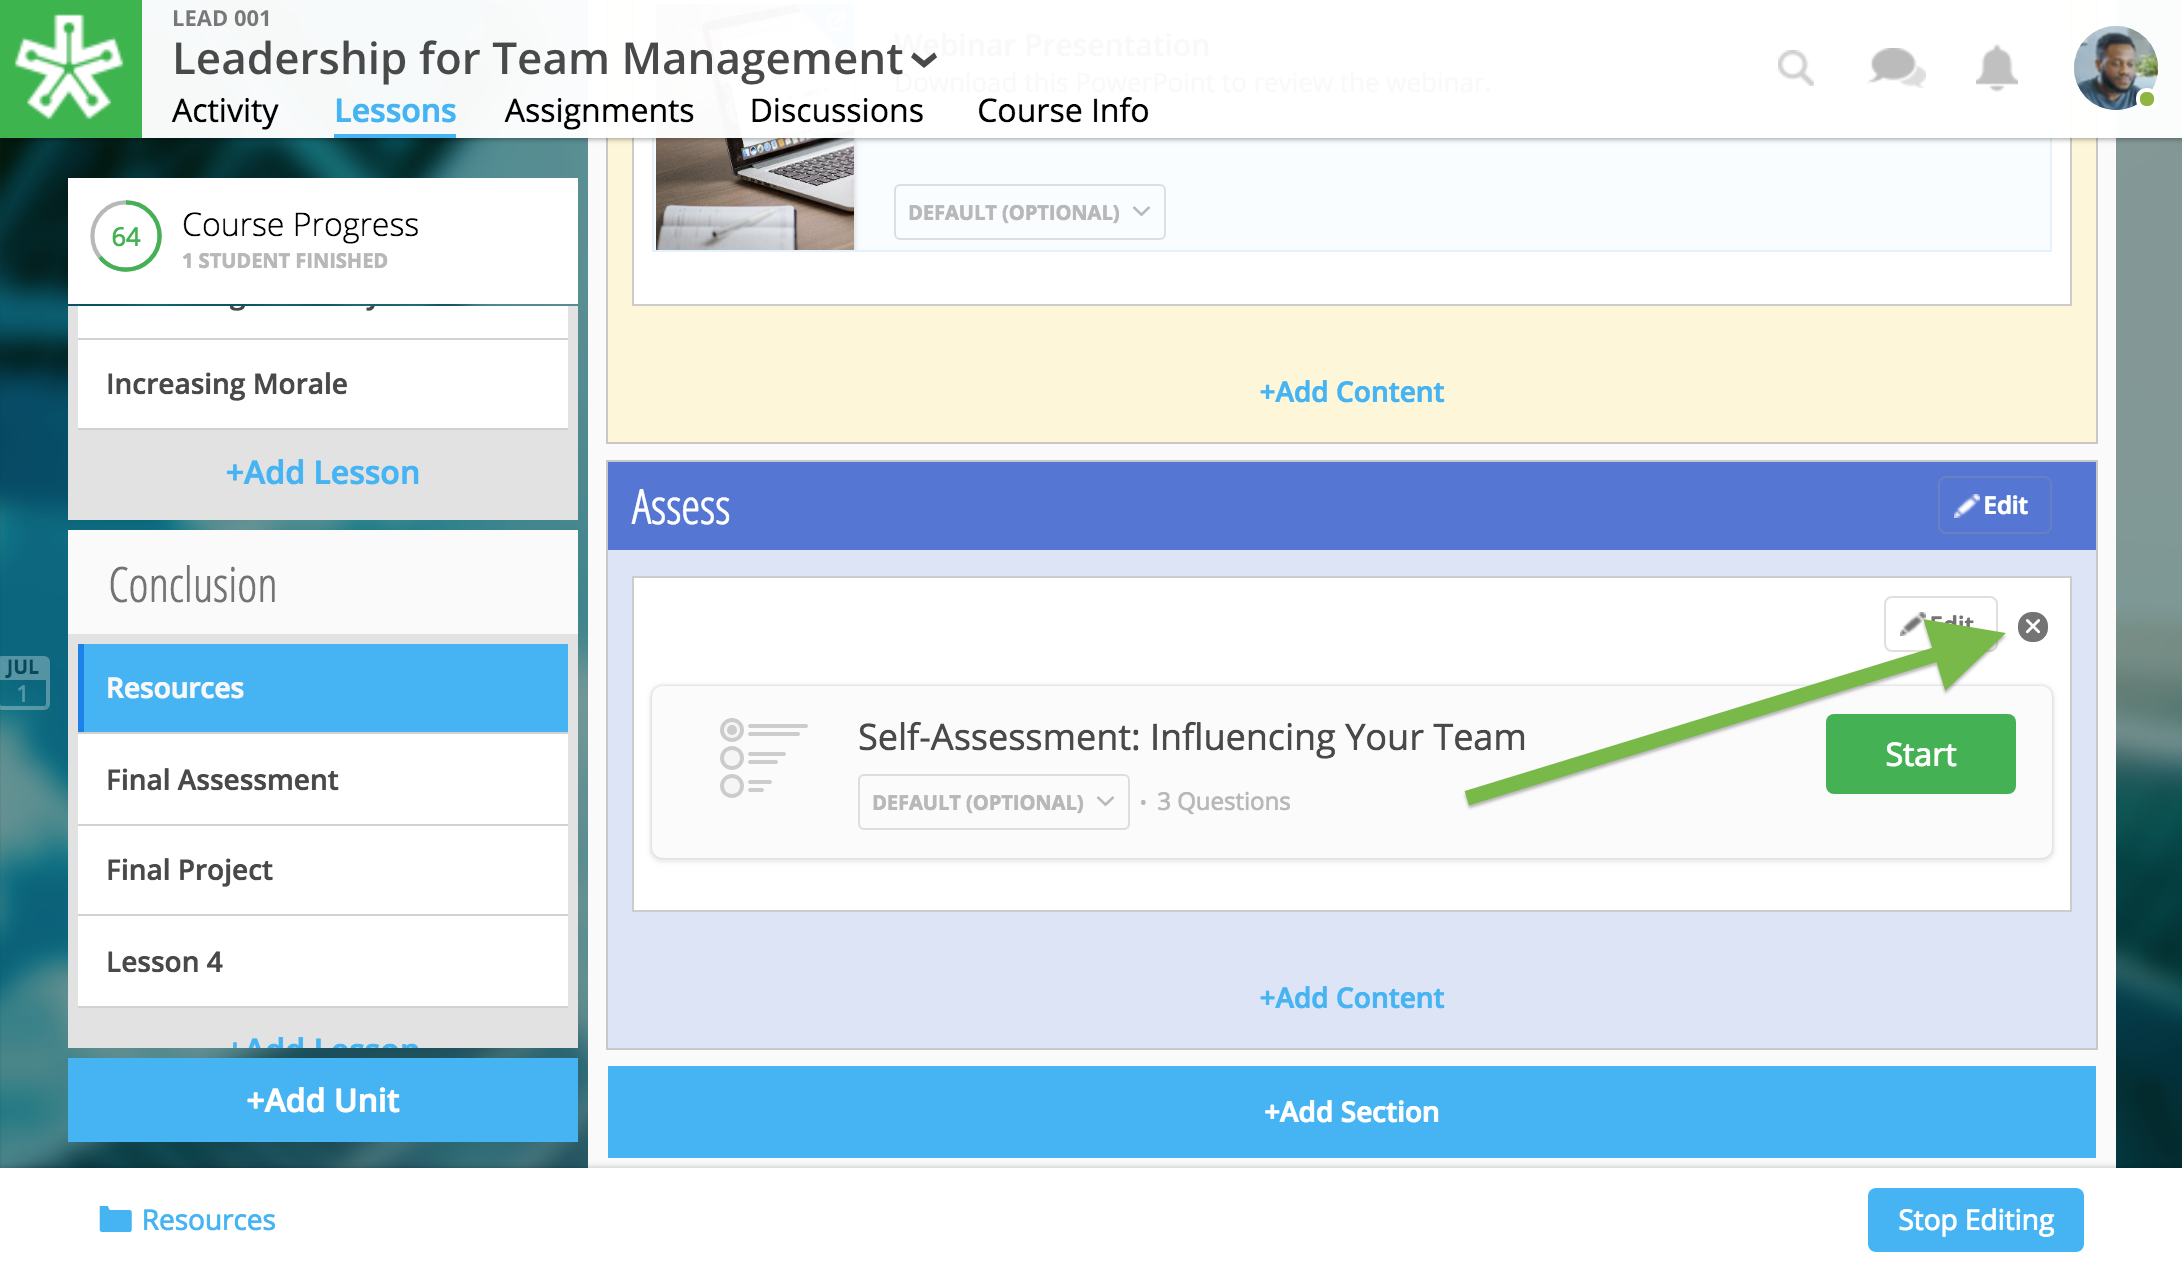 LEAD 001
Leadership for Team Management
Activity
Lessons
Assignments
Discussions
Course Info
Webinar Presentation
Download this PowerPoint to review the webinar.
DEFAULT (OPTIONAL)
64
Course Progress
1 STUDENT FINISHED
Increasing Morale
+Add Lesson
Conclusion
JUL
1
Resources
Final Assessment
Final Project
Lesson 4
+Add Lesson
+Add Unit
+Add Content
Assess
Edit
Edit
Self-Assessment: Influencing Your Team
DEFAULT (OPTIONAL)
· 3 Questions
Start
+Add Content
+Add Section
Resources
Stop Editing